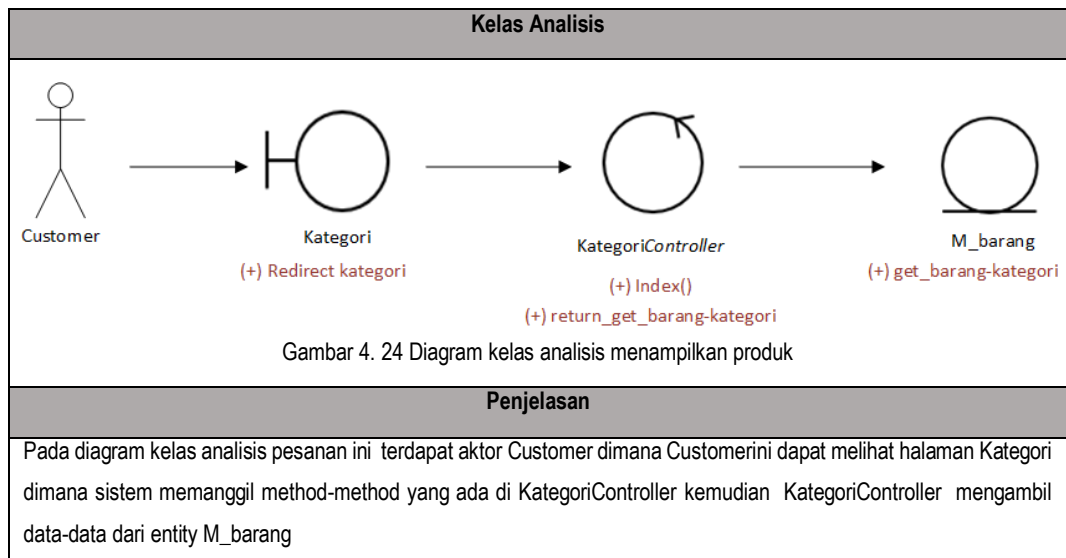 Kelas Analisis
Customer
Kategori
(+) Redirect kategori
KategoriController
(+) Index()
(+) return_get_barang-kategori
M_barang
(+) get_barang-kategori
Gambar 4. 24 Diagram kelas analisis menampilkan produk
Penjelasan
Pada diagram kelas analisis pesanan ini terdapat aktor Customer dimana Customerini dapat melihat halaman Kategori
dimana sistem memanggil method-method yang ada di KategoriController kemudian KategoriController mengambil
data-data dari entity M_barang